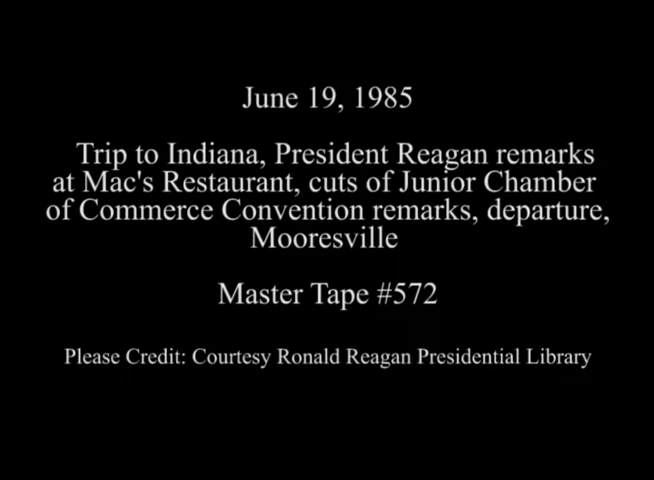 June 19, 1985
Trip to Indiana, President Reagan remarks
at Mac's Restaurant, cuts of Junior Chamber
of Commerce Convention remarks, departure,
Mooresville
Master Tape #572
Please Credit: Courtesy Ronald Reagan Presidential Library